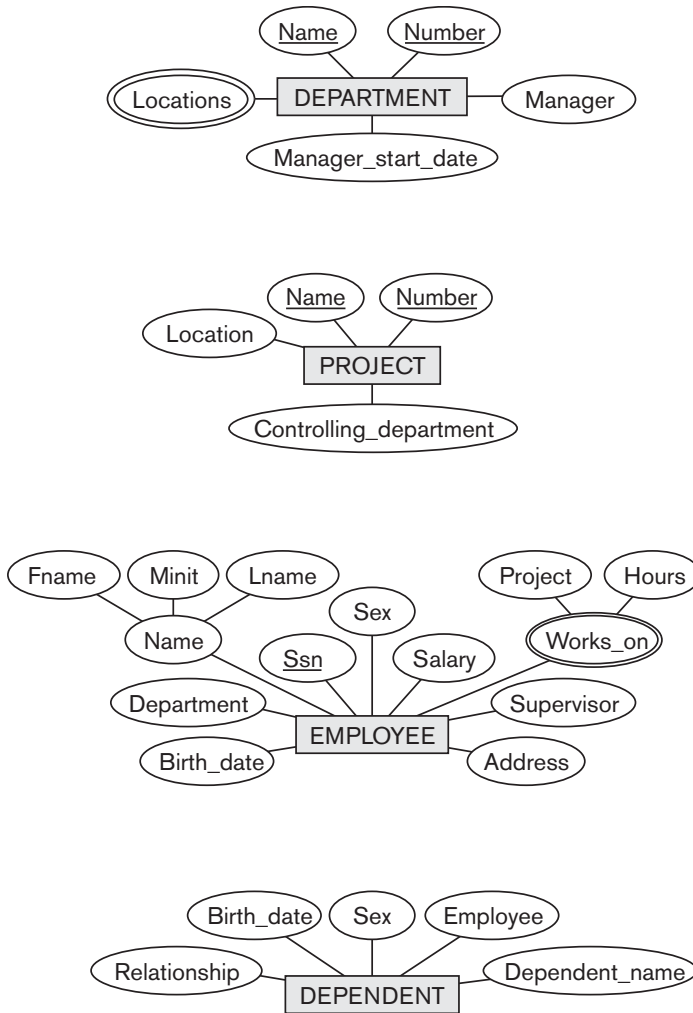 Name Number
Locations DEPARTMENT Manager
Manager_start_date
Name Number
Location
PROJECT
Controlling_department
Fname Minit Lname Project Hours
Sex
Name Works_on
Ssn Salary
Department Supervisor
EMPLOYEE
Birth_date Address
Birth_date Sex Employee
Relationship Dependent_name
DEPENDENT